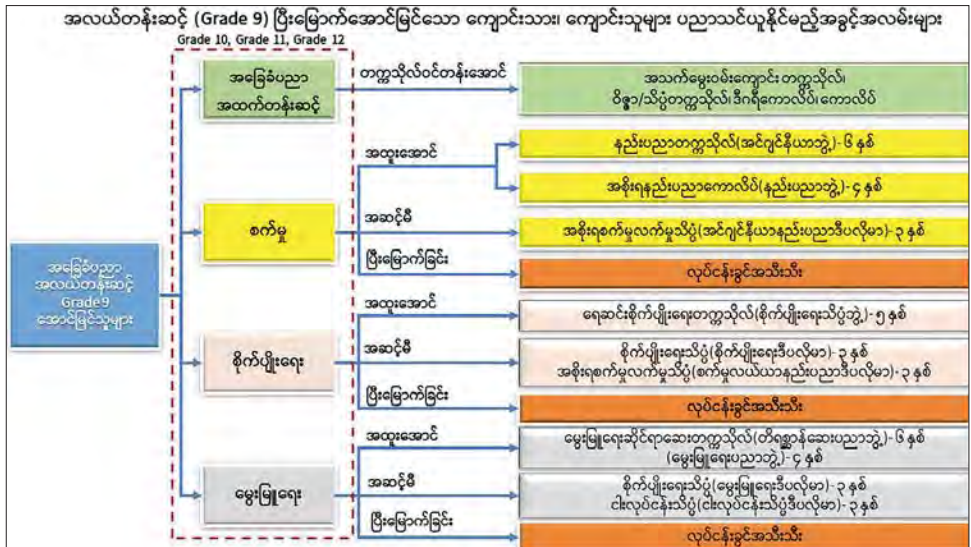 အလယ်တန်းဆင့် (Grade 9) ပြီးမြောက်အောင်မြင်သော ကျောင်းသား၊ ကျောင်းသူများ ပညာသင်ယူနိုင်မည့်အခွင့်အလမ်းများ
Grade 10, Grade 11, Grade 12
အခြေခံပညာ
အလယ်တန်းဆင့်
Grade 9
အောင်မြင်သူများ
အခြေခံပညာ
အထက်တန်းဆင့်
တက္ကသိုလ်ဝင်တန်းအောင်
အသက်မွေးဝမ်းကျောင်း တက္ကသိုလ်၊
ဝိဇ္ဇာ/သိပ္ပံတက္ကသိုလ်၊ ဒီဂရီကောလိပ်၊ ကောလိပ်
စက်မှု
အထူးအောင်
နည်းပညာတက္ကသိုလ်(အင်ဂျင်နီယာဘွဲ့)- ၆ နှစ်
အစိုးရနည်းပညာကောလိပ်(နည်းပညာဘွဲ့)- ၄ နှစ်
အဆင့်မီ
အစိုးရစက်မှုလက်မှုသိပ္ပံ(အင်ဂျင်နီယာနည်းပညာဒီပလိုမာ)- ၃ နှစ်
ပြီးမြောက်ခြင်း
လုပ်ငန်းခွင်အသီးသီး
စိုက်ပျိုးရေး
အထူးအောင်
ရေဆင်းစိုက်ပျိုးရေးတက္ကသိုလ်(စိုက်ပျိုးရေးသိပ္ပံဘွဲ့)- ၅ နှစ်
အဆင့်မီ
စိုက်ပျိုးရေးသိပ္ပံ(စိုက်ပျိုးရေးဒီပလိုမာ)- ၃ နှစ်
အစိုးရစက်မှုလက်မှုသိပ္ပံ(စက်မှုလယ်ယာနည်းပညာဒီပလိုမာ)- ၃ နှစ်
ပြီးမြောက်ခြင်း
လုပ်ငန်းခွင်အသီးသီး
မွေးမြူရေး
အထူးအောင်
မွေးမြူရေးဆိုင်ရာဆေးတက္ကသိုလ်(တိရစ္ဆာန်ဆေးပညာဘွဲ့)- ၆ နှစ်
(မွေးမြူရေးပညာဘွဲ့)- ၄ နှစ်
အဆင့်မီ
စိုက်ပျိုးရေးသိပ္ပံ(မွေးမြူရေးဒီပလိုမာ)- ၃ နှစ်
ငါးလုပ်ငန်းသိပ္ပံ(ငါးလုပ်ငန်းသိပ္ပံဒီပလိုမာ)- ၃ နှစ်
ပြီးမြောက်ခြင်း
လုပ်ငန်းခွင်အသီးသီး